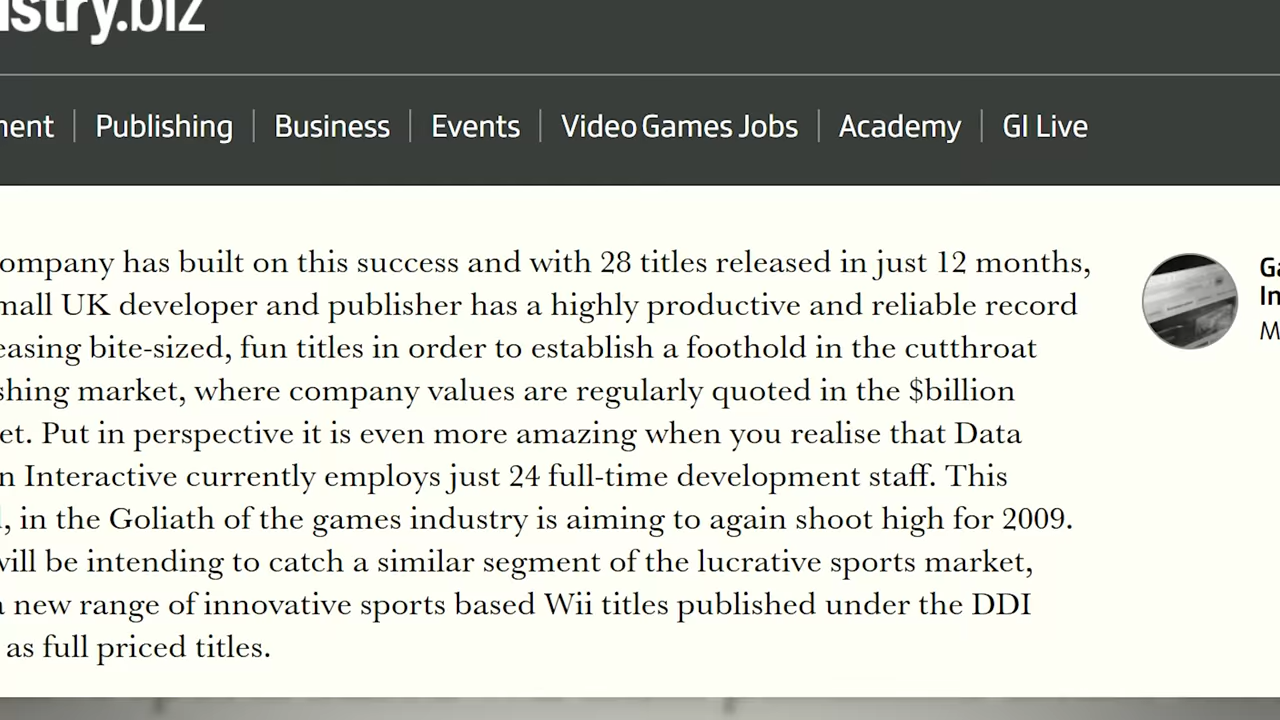 stry.biz
ment | Publishing | Business | Events | Video Games Jobs | Academy | GI Live
ompany has built on this success and with 28 titles released in just 12 months,
mall UK developer and publisher has a highly productive and reliable record
easing bite-sized, fun titles in order to establish a foothold in the cutthroat
shing market, where company values are regularly quoted in the $billion
et. Put in perspective it is even more amazing when you realise that Data
n Interactive currently employs just 24 full-time development staff. This
, in the Goliath of the games industry is aiming to again shoot high for 2009.
will be intending to catch a similar segment of the lucrative sports market,
a new range of innovative sports based Wii titles published under the DDI
as full priced titles.
Ga
In
M